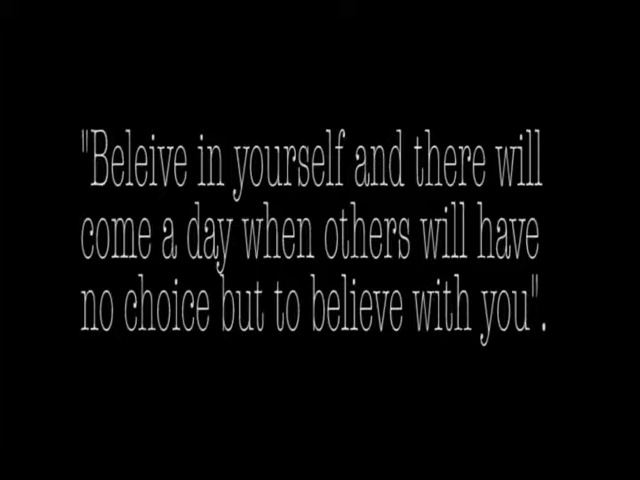 "Beleive in yourself and there will
come a day when others will have
no choice but to believe with you".